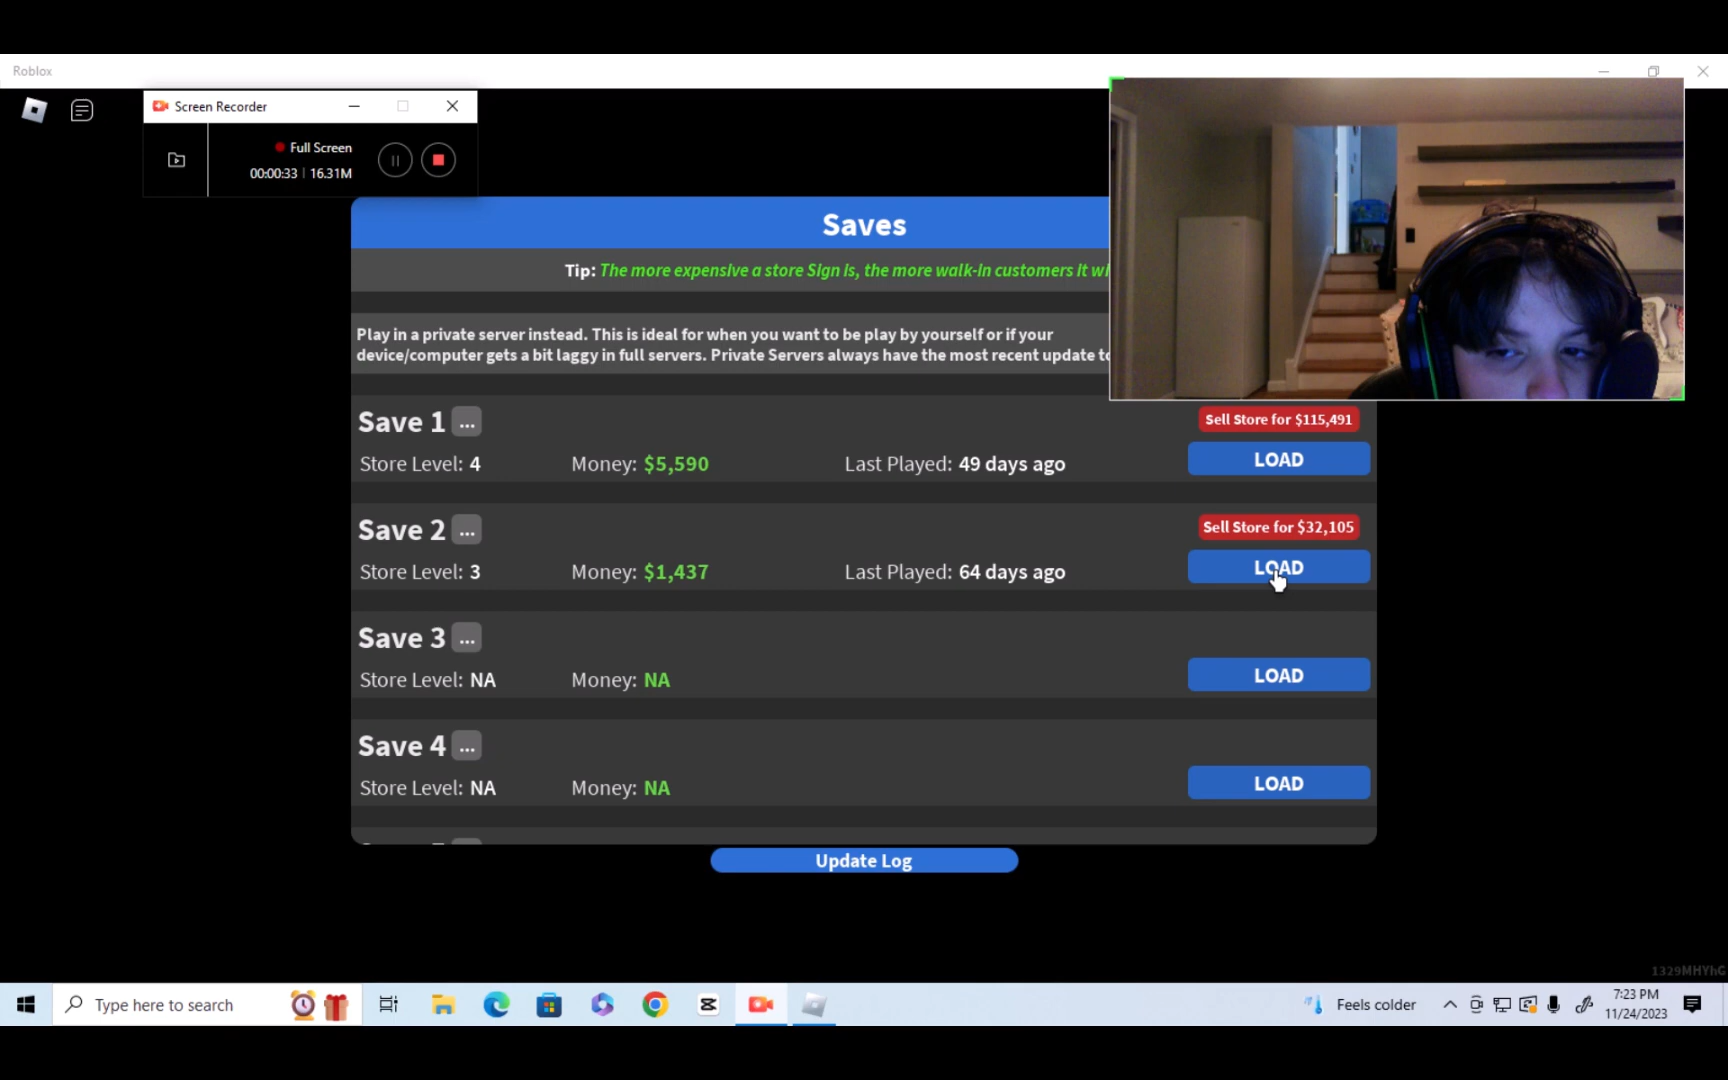 Roblox
Screen Recorder
Full Screen
00:00:33 | 16.31M
Saves
Tip: The more expensive a store Sign is, the more walk-in customers it wi
Play in a private server instead. This is ideal for when you want to be play by yourself or if your
device/computer gets a bit laggy in full servers. Private Servers always have the most recent update to
Save 1 ...
Sell Store for $115,491
Store Level: 4 Money: $5,590 Last Played: 49 days ago LOAD
Save 2 ...
Sell Store for $32,105
Store Level: 3 Money: $1,437 Last Played: 64 days ago LOAD
Save 3 ...
Store Level: NA Money: NA LOAD
Save 4 ...
Store Level: NA Money: NA LOAD
Update Log
1329MHYhG
Type here to search
Feels colder
7:23 PM
11/24/2023